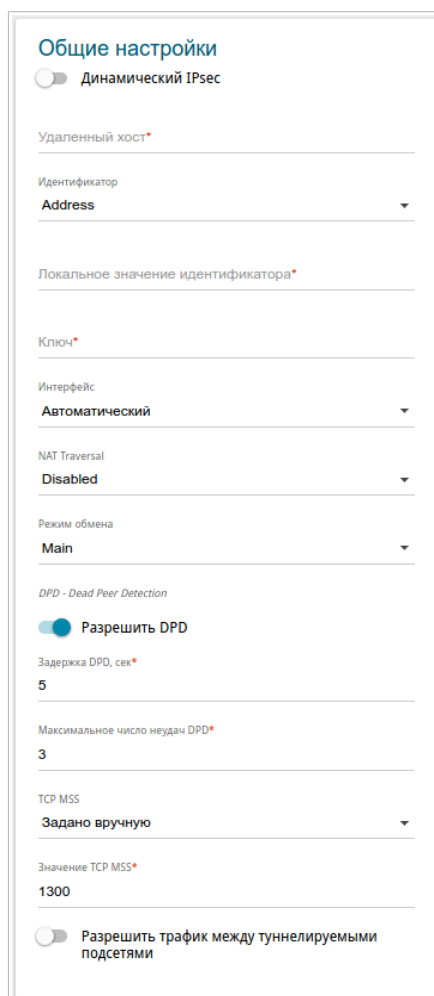 Общие настройки
Динамический IPsec
Удаленный хост*
Идентификатор
Address
Локальное значение идентификатора*
Ключ*
Интерфейс
Автоматический
NAT Traversal
Disabled
Режим обмена
Main
DPD - Dead Peer Detection
Разрешить DPD
Задержка DPD, сек*
5
Максимальное число неудач DPD*
3
TCP MSS
Задано вручную
Значение TCP MSS*
1300
Разрешить трафик между туннелируемыми
подсетями